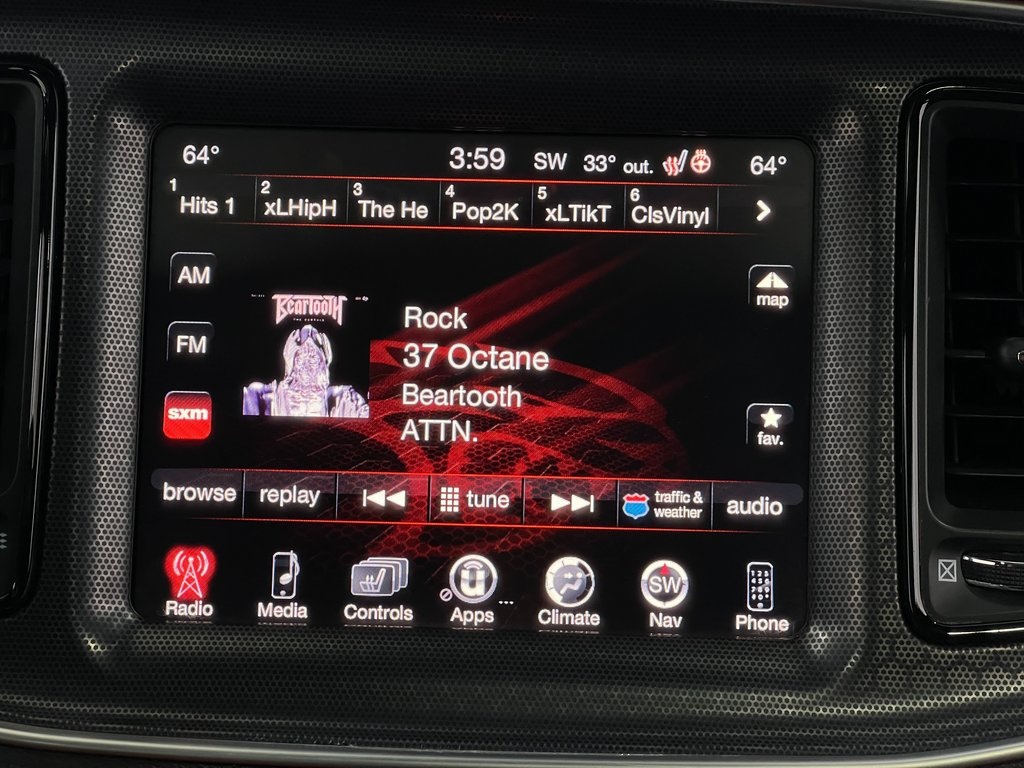 64° 3:59 SW 33° out. 64°
1 Hits 1 2 xLHipH 3 The He 4 Pop2K 5 xLTikT 6 ClsVinyl
AM
FM
sxm
BEARTOOTH
Rock
37 Octane
Beartooth
ATTN.
map
fav.
browse replay tune traffic & weather audio
SW
Radio Media Controls Apps ... Climate Nav Phone